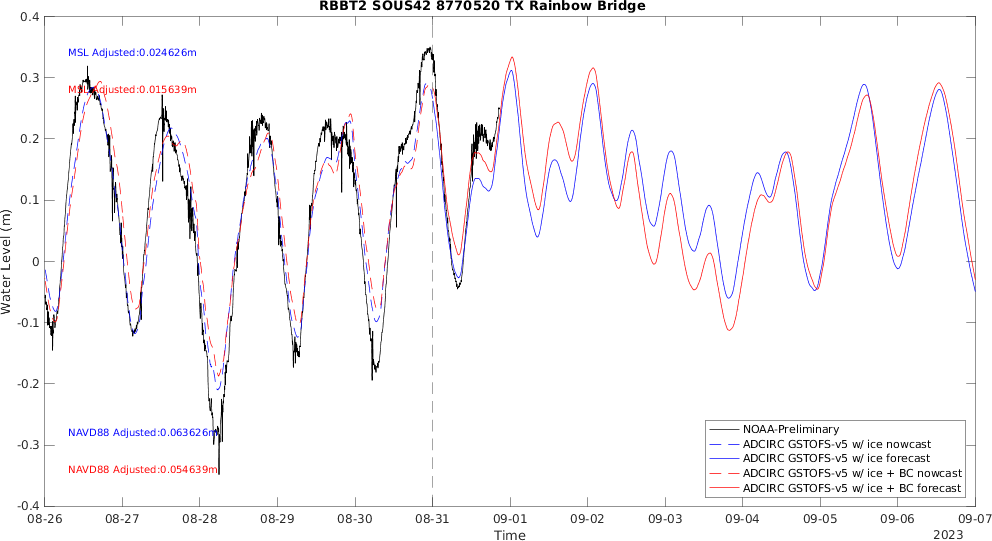 RBBT2 SOUS42 8770520 TX Rainbow Bridge
0.4
0.3
0.2
0.1
0
-0.1
-0.2
-0.3
-0.4
Water Level (m)
MSL Adjusted:0.024626m
MSL Adjusted:0.015639m
NAVD88 Adjusted:0.063626m
NAVD88 Adjusted:0.054639m
NOAA-Preliminary
ADCIRC GSTOFS-v5 w/ ice nowcast
ADCIRC GSTOFS-v5 w/ ice forecast
ADCIRC GSTOFS-v5 w/ ice + BC nowcast
ADCIRC GSTOFS-v5 w/ ice + BC forecast
08-26 08-27 08-28 08-29 08-30 08-31 09-01 09-02 09-03 09-04 09-05 09-06 09-07
Time
2023